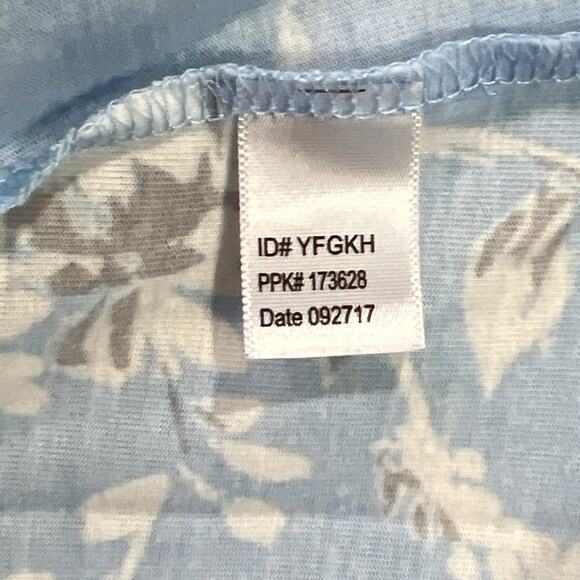 ID# YFGKH
PPK# 173628
Date 092717